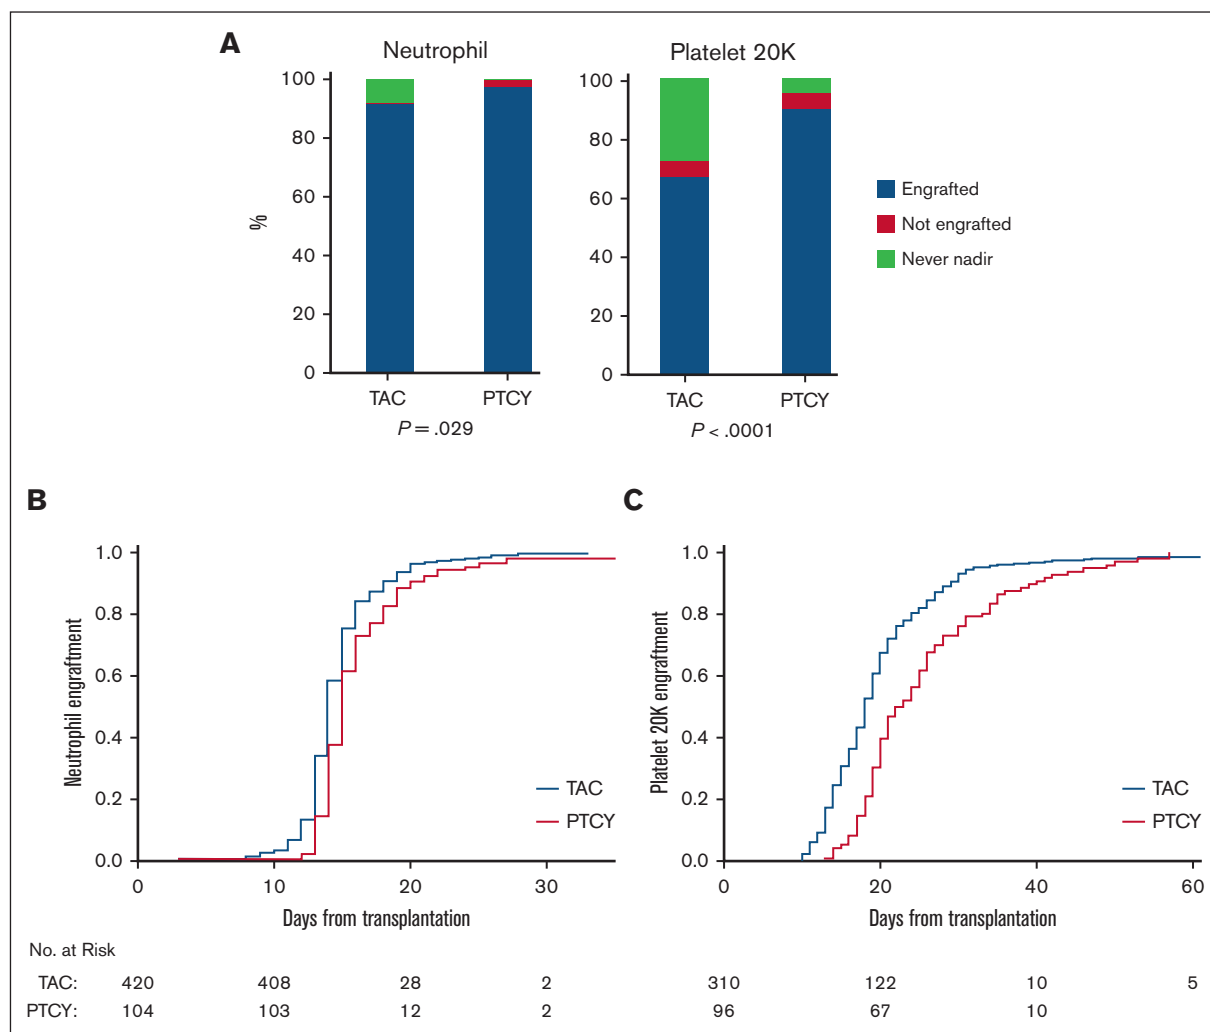 A
Neutrophil
Platelet 20K
%
100
80
60
40
20
0
TAC
PTCY
P = .029
100
80
60
40
20
0
TAC
PTCY
P < .0001
Engrafted
Not engrafted
Never nadir
B
Neutrophil engraftment
1.0
0.8
0.6
0.4
0.2
0.0
TAC
PTCY
0
10
20
30
Days from transplantation
C
Platelet 20K engraftment
1.0
0.8
0.6
0.4
0.2
0.0
TAC
PTCY
0
20
40
60
Days from transplantation
No. at Risk
TAC: 420 408 28 2 310 122 10 5
PTCY: 104 103 12 2 96 67 10